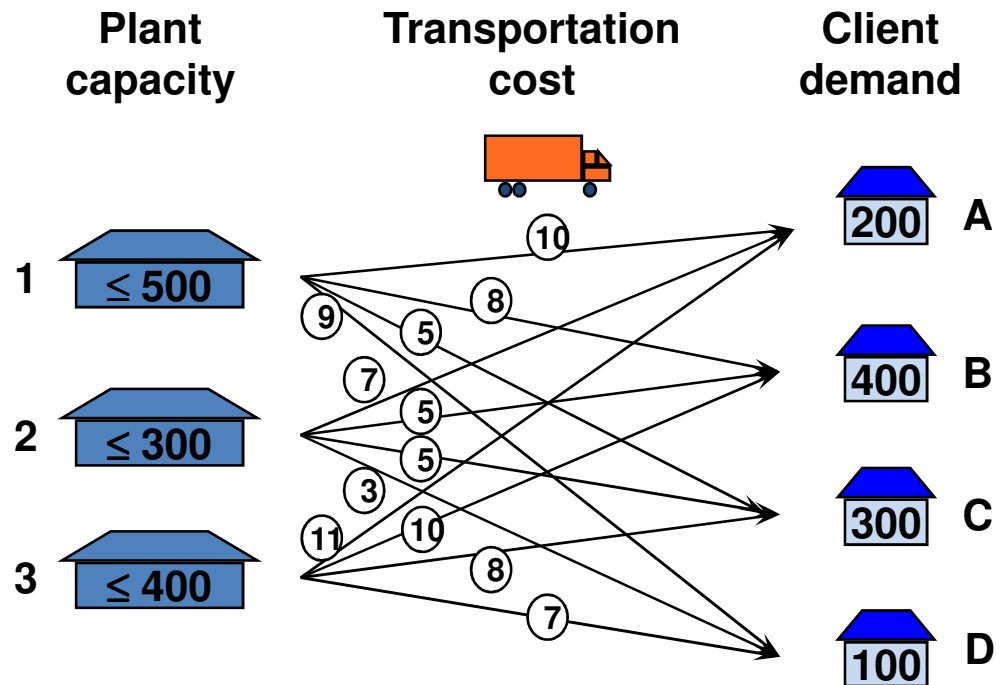 Plant
capacity
Transportation
cost
Client
demand
200
A
10
1
≤ 500
8
9
5
400
B
7
5
2
≤ 300
5
3
300
C
11
10
3
≤ 400
8
7
100
D